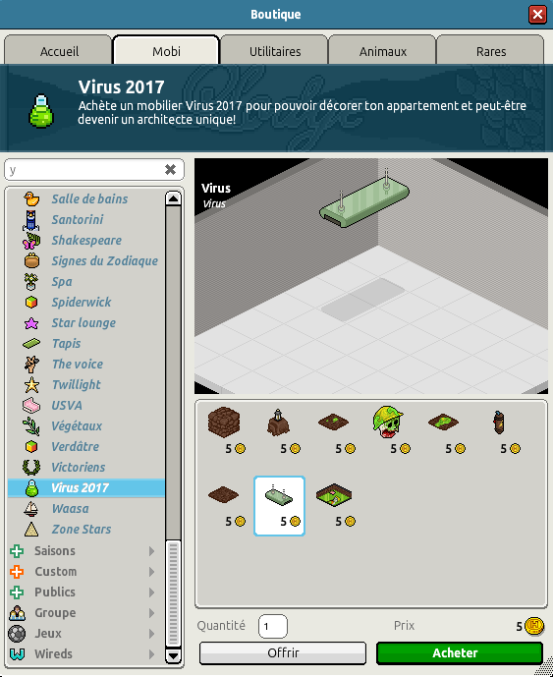 Boutique
Accueil
Mobi
Utilitaires
Animaux
Rares
Virus 2017
Achète un mobilier Virus 2017 pour pouvoir décorer ton appartement et peut-être
devenir un architecte unique!
y
Salle de bains
Santorini
Shakespeare
Signes du Zodiaque
Spa
Spiderwick
Star lounge
Tapis
The voice
Twillight
USVA
Végétaux
Verdâtre
Victoriens
Virus 2017
Waasa
Zone Stars
Saisons
Custom
Publics
Groupe
Jeux
Wireds
Virus
Virus
5 5 5 5 5 5
5 5 5
Quantité 1 Prix 5
Offrir
Acheter